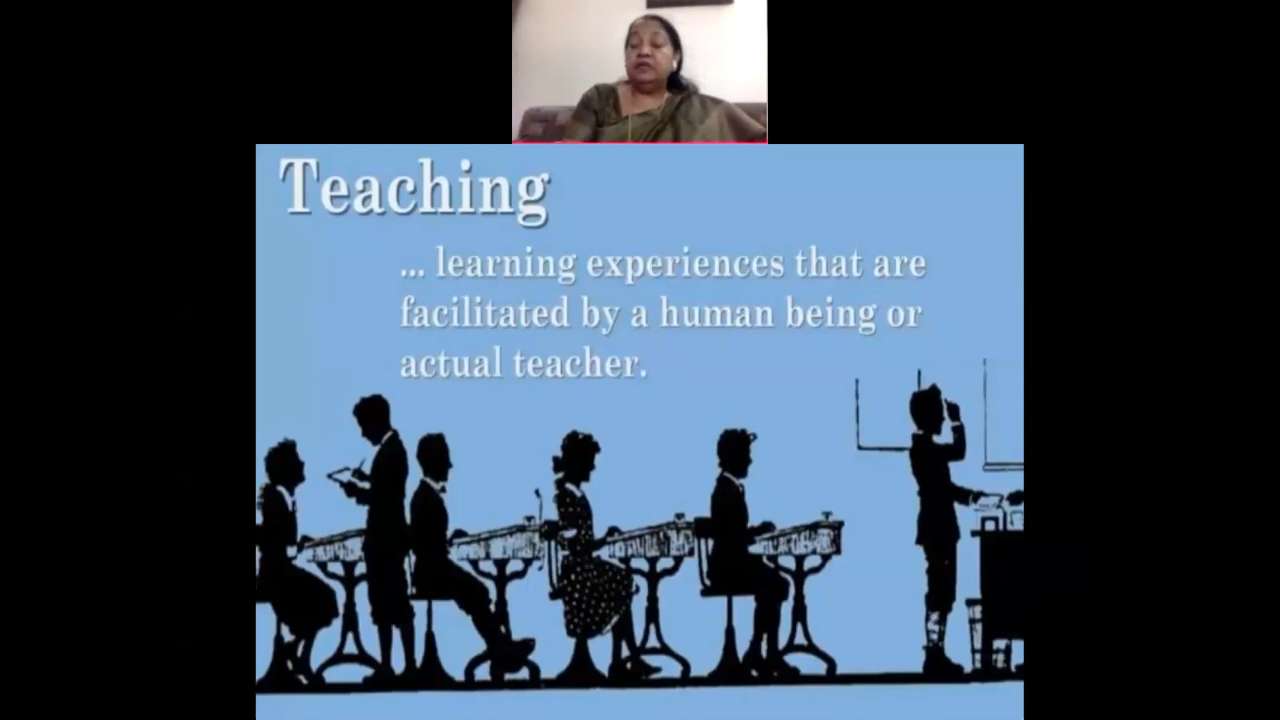 Teaching
... learning experiences that are
facilitated by a human being or
actual teacher.